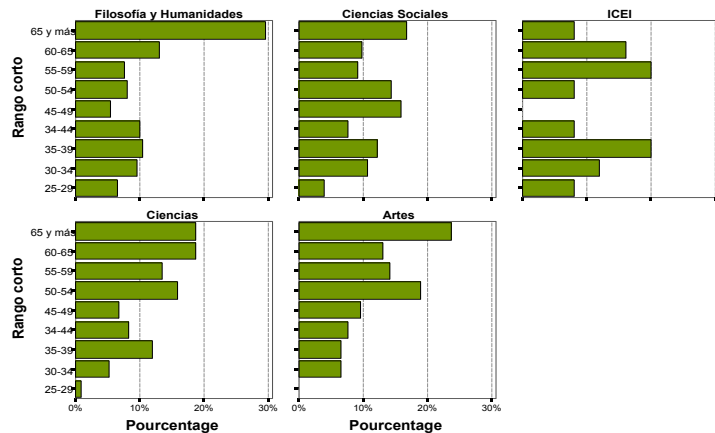 Filosofía y Humanidades
Ciencias Sociales
ICEI
Rango corto
65 y más
60-65
55-59
50-54
45-49
34-44
35-39
30-34
25-29
Ciencias
Artes
Rango corto
65 y más
60-65
55-59
50-54
45-49
34-44
35-39
30-34
25-29
0%
10%
20%
30%
0%
10%
20%
30%
Pourcentage
Pourcentage